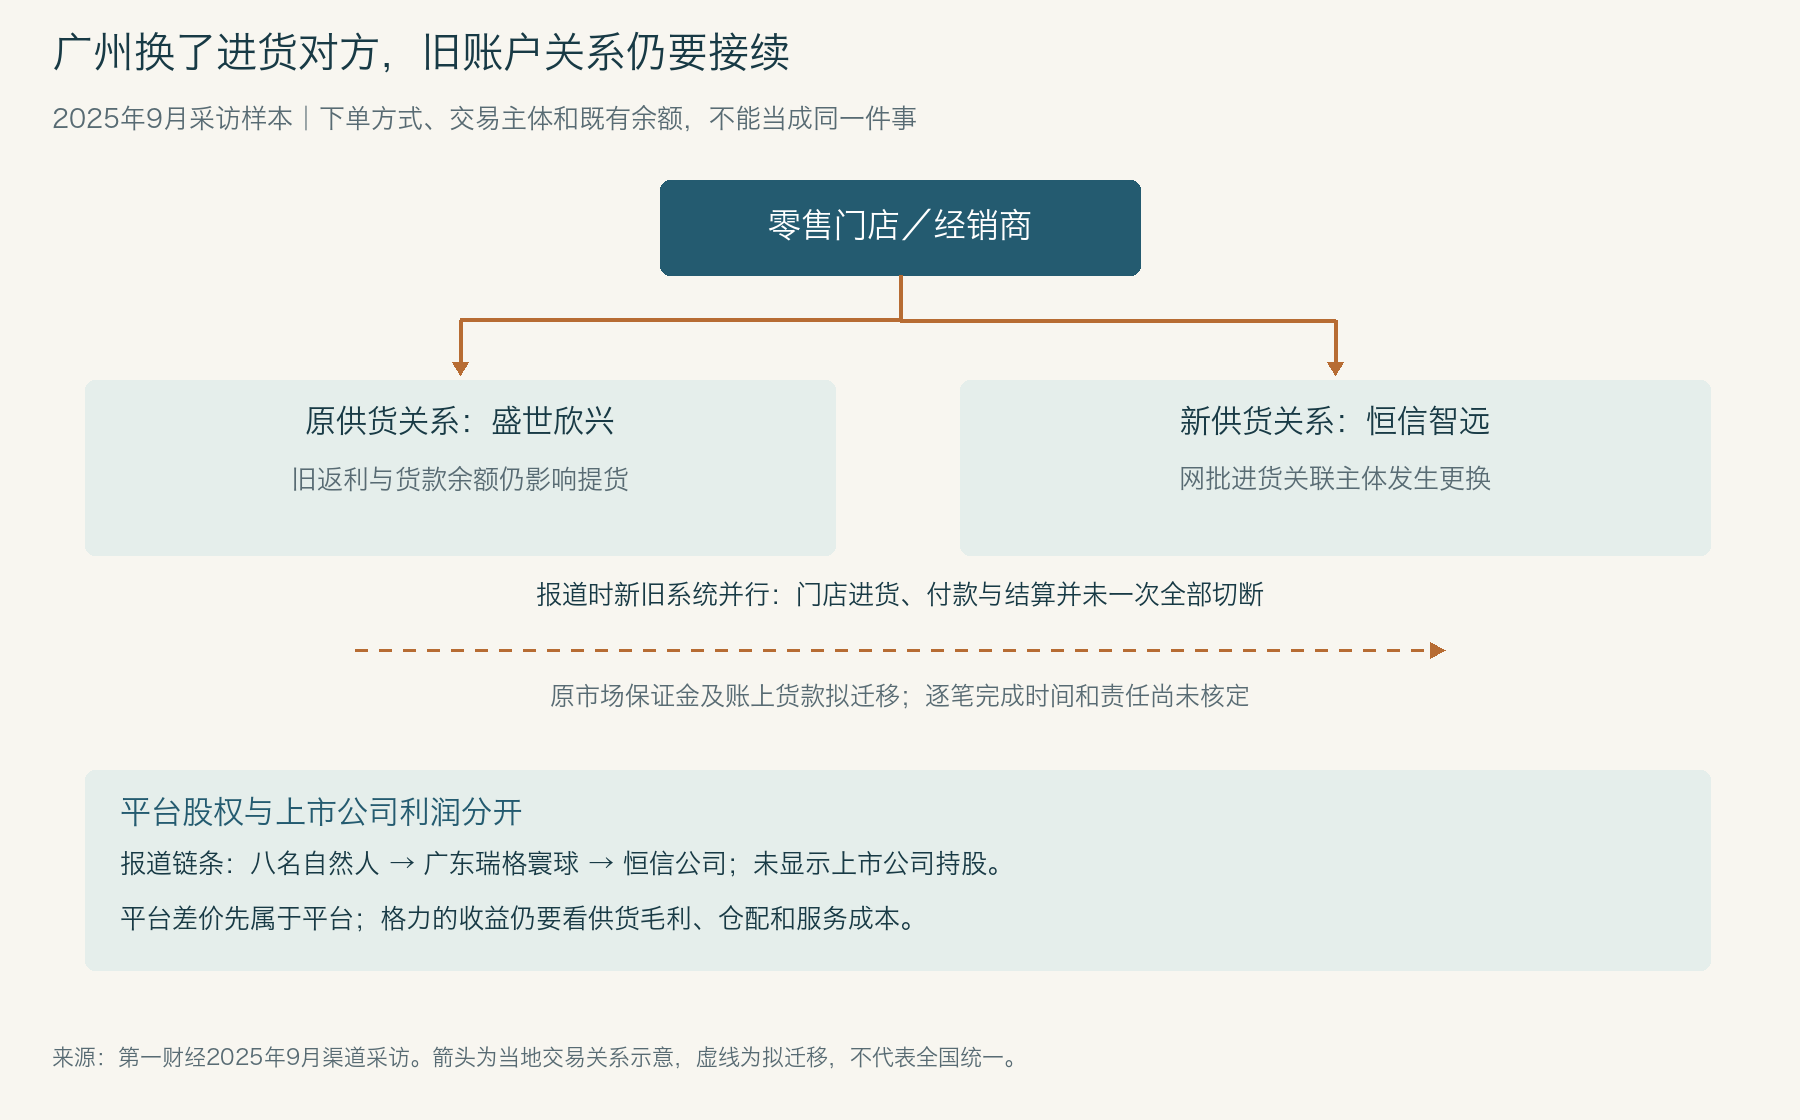 广州换了进货对方，旧账户关系仍要接续
2025年9月采访样本｜下单方式、交易主体和既有余额，不能当成同一件事
零售门店／经销商
原供货关系：盛世欣兴
旧返利与货款余额仍影响提货
新供货关系：恒信智远
网批进货关联主体发生更换
报道时新旧系统并行：门店进货、付款与结算并未一次全部切断
原市场保证金及账上货款拟迁移；逐笔完成时间和责任尚未核定
平台股权与上市公司利润分开
报道链条：八名自然人 → 广东瑞格寰球 → 恒信公司；未显示上市公司持股。
平台差价先属于平台；格力的收益仍要看供货毛利、仓配和服务成本。
来源：第一财经2025年9月渠道采访。箭头为当地交易关系示意，虚线为拟迁移，不代表全国统一。